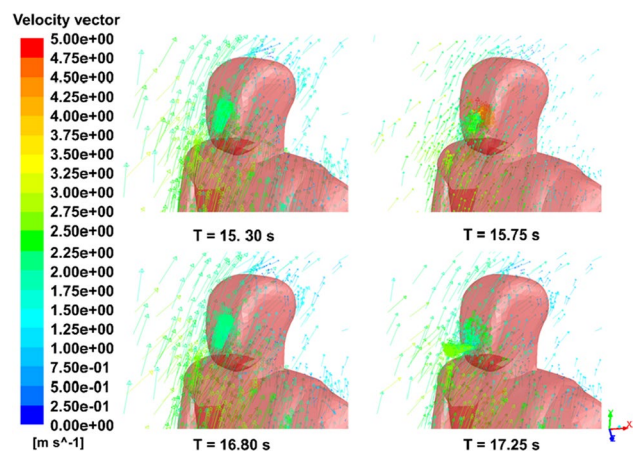 Velocity vector
5.00e+00
4.75e+00
4.50e+00
4.25e+00
4.00e+00
3.75e+00
3.50e+00
3.25e+00
3.00e+00
2.75e+00
2.50e+00
2.25e+00
2.00e+00
1.75e+00
1.50e+00
1.25e+00
1.00e+00
7.50e-01
5.00e-01
2.50e-01
0.00e+00
[m s^-1]
T = 15. 30 s
T = 15.75 s
T = 16.80 s
T = 17.25 s
Y
X
Z